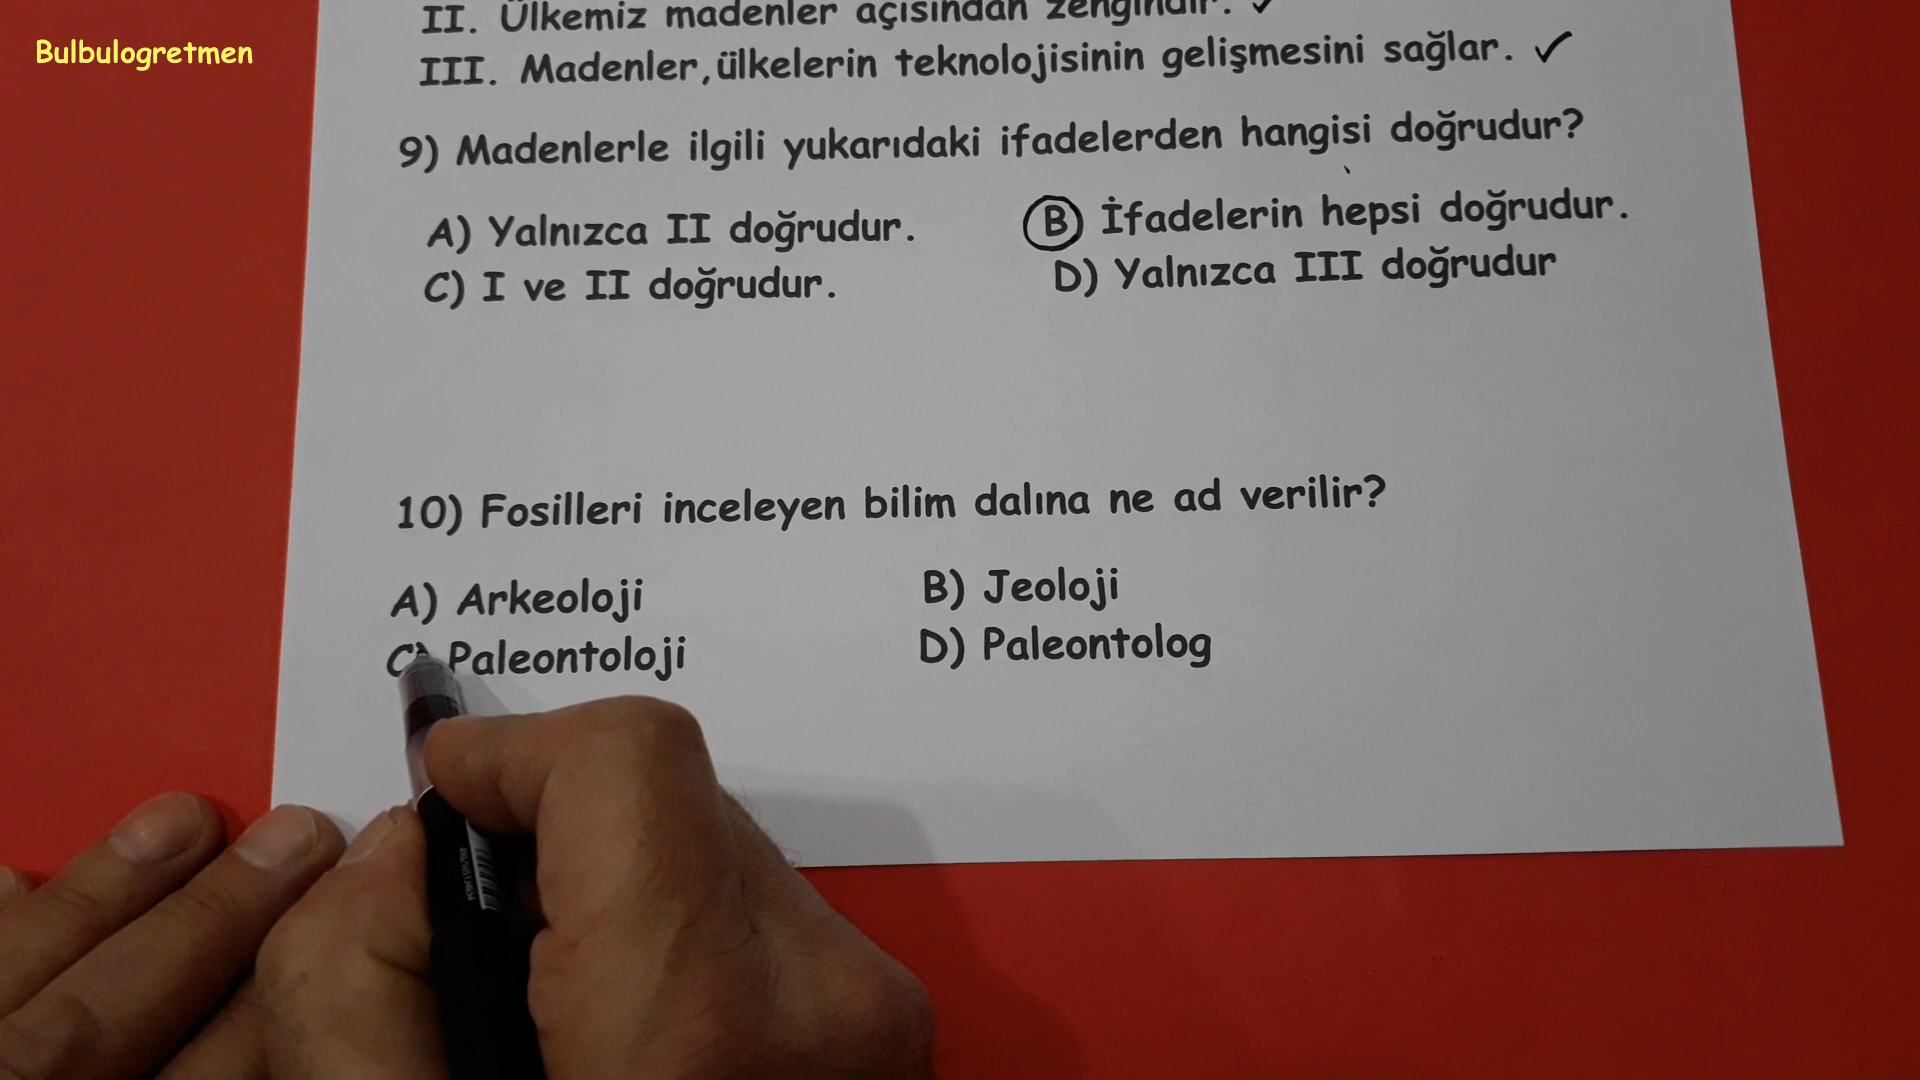 Bulbulogretmen
II. Ülkemiz madenler açısından zengindir. ✓
III. Madenler,ülkelerin teknolojisinin gelişmesini sağlar. ✓
9) Madenlerle ilgili yukarıdaki ifadelerden hangisi doğrudur?
A) Yalnızca II doğrudur. B) İfadelerin hepsi doğrudur.
C) I ve II doğrudur. D) Yalnızca III doğrudur
10) Fosilleri inceleyen bilim dalına ne ad verilir?
A) Arkeoloji B) Jeoloji
C) Paleontoloji D) Paleontolog